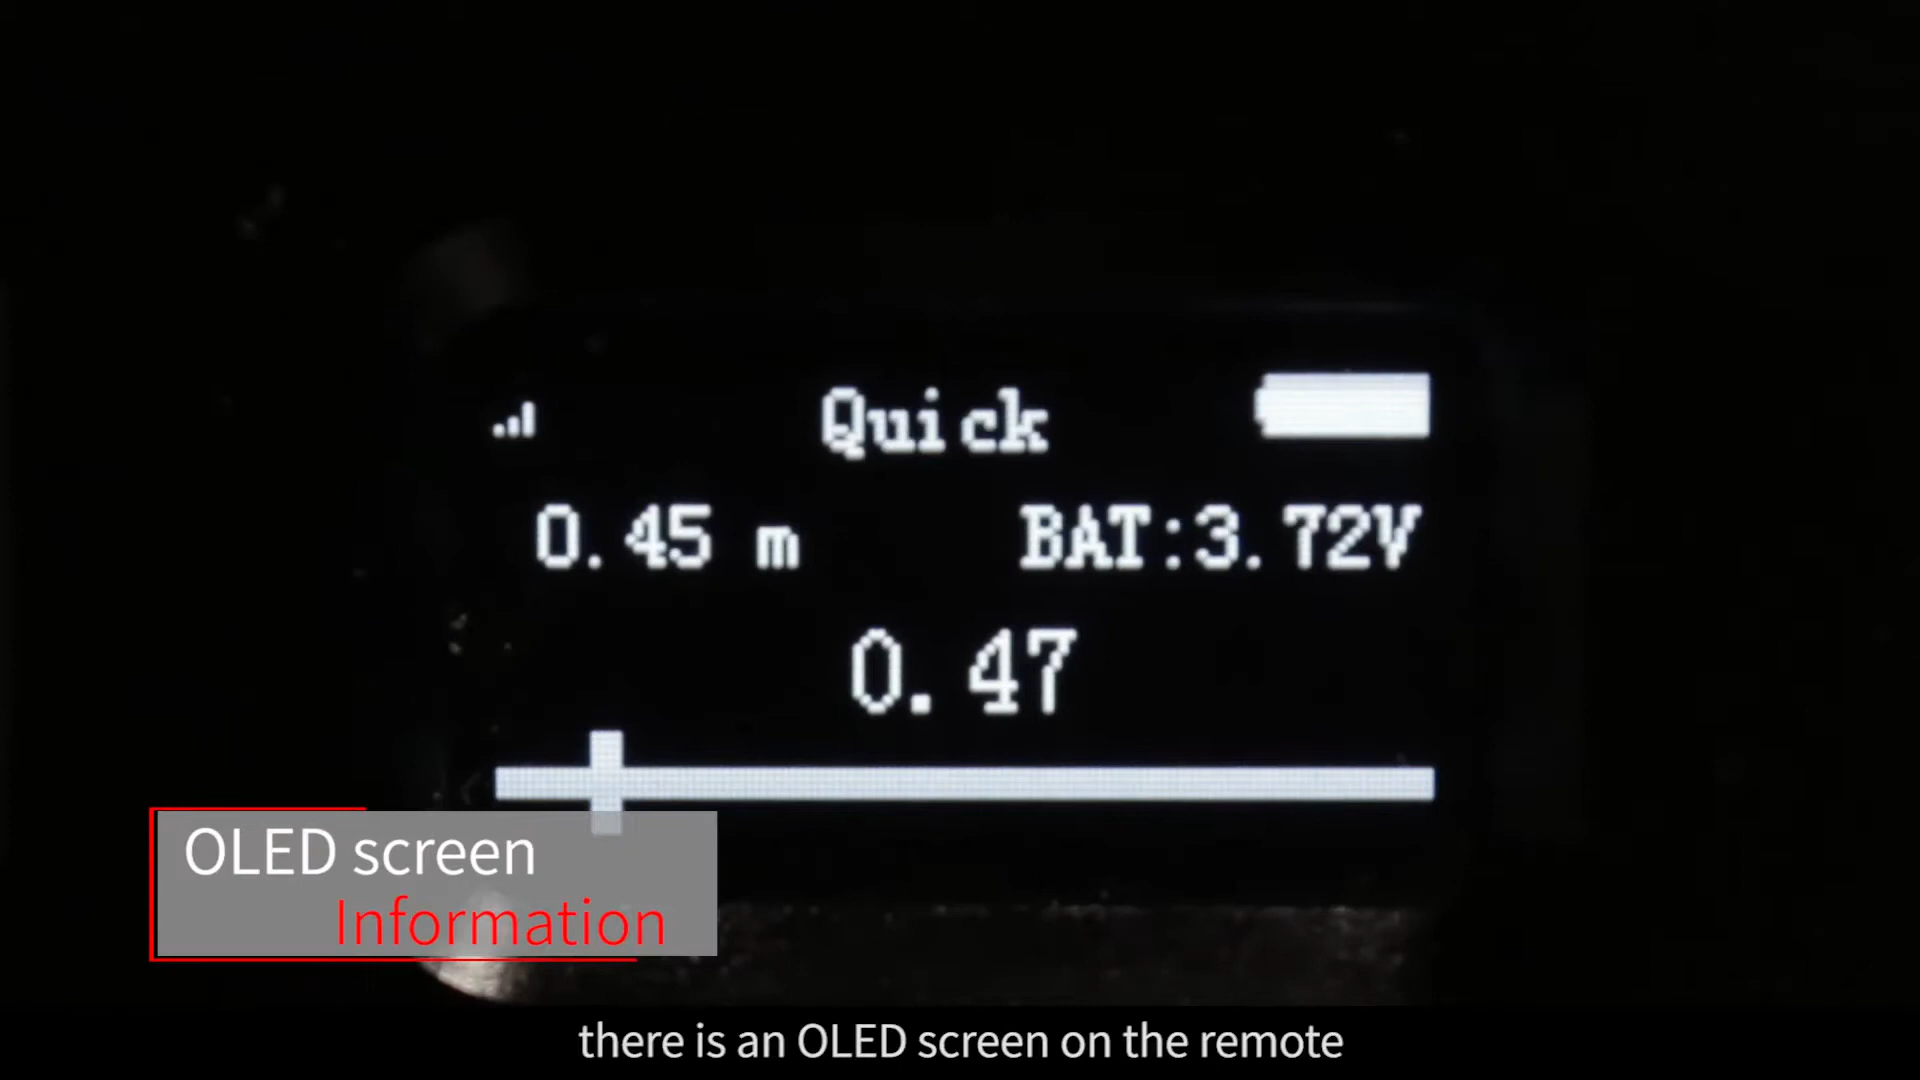 Quick
0.45 m BAT:3.72V
0.47
OLED screen
Information
there is an OLED screen on the remote